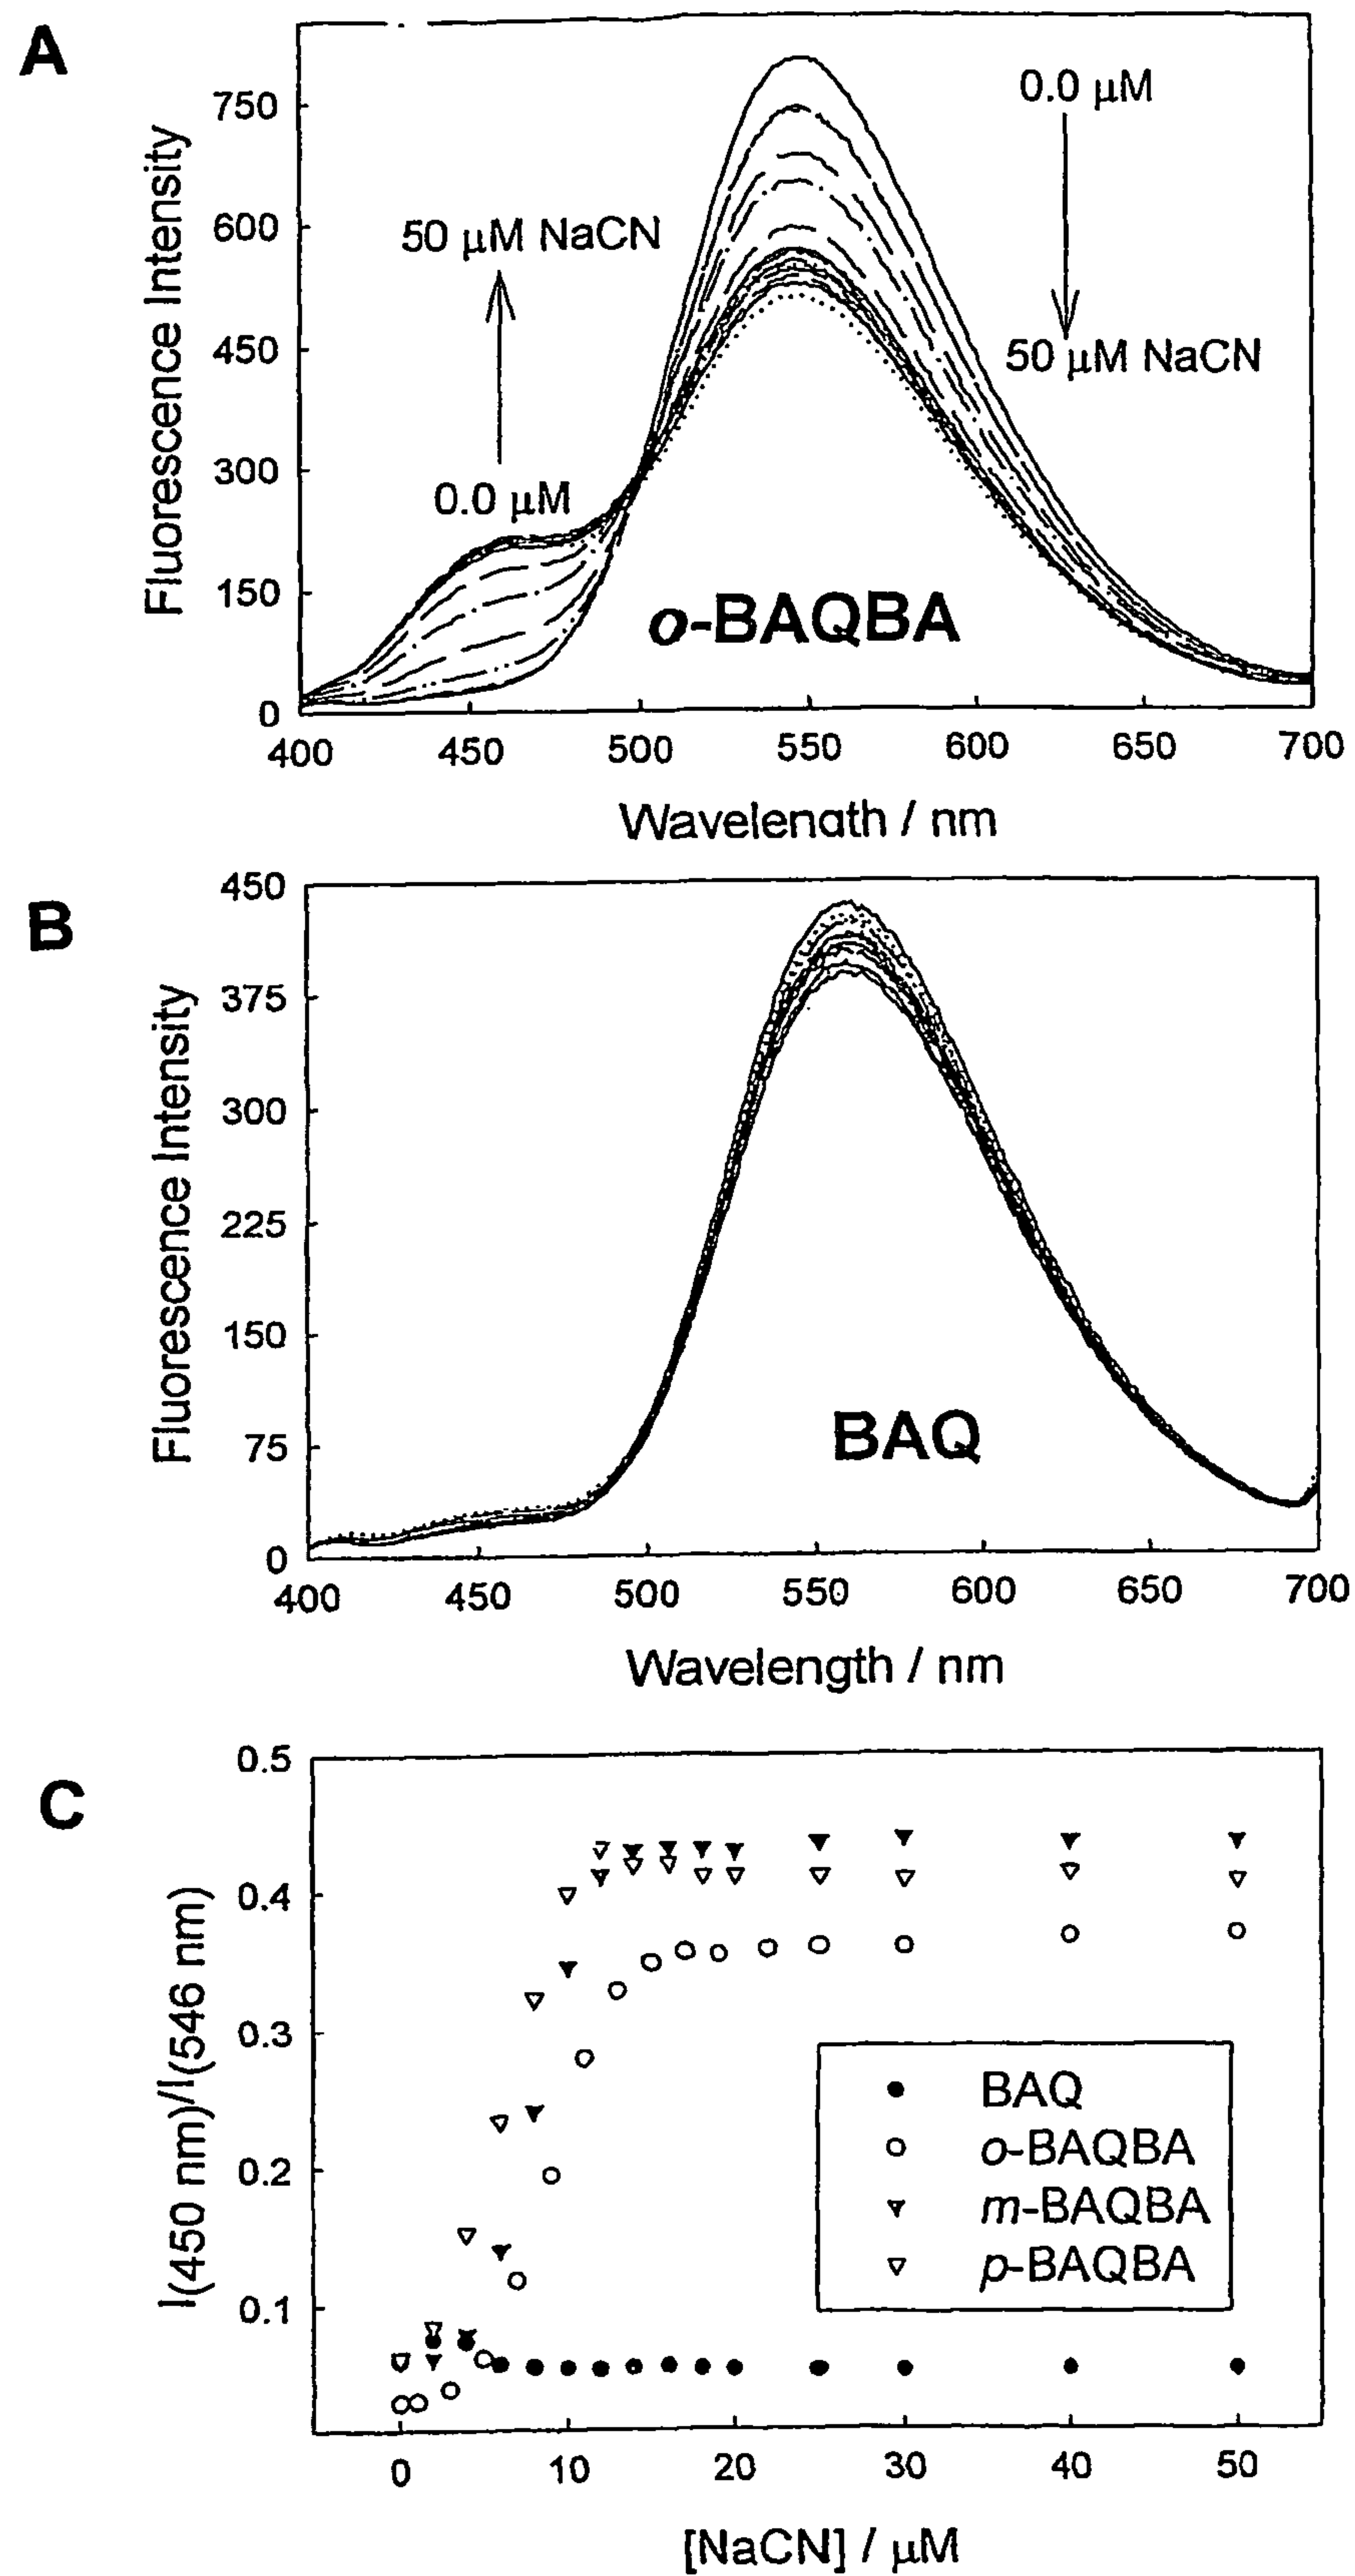 A
Fluorescence Intensity
750
600
450
300
150
0
0.0 µM
50 µM NaCN
50 µM NaCN
0.0 µM
o-BAQBA
400 450 500 550 600 650 700
Wavelength / nm
B
Fluorescence Intensity
450
375
300
225
150
75
0
BAQ
400 450 500 550 600 650 700
Wavelength / nm
C
I(450 nm)/I(546 nm)
0.5
0.4
0.3
0.2
0.1
BAQ
o-BAQBA
m-BAQBA
p-BAQBA
0 10 20 30 40 50
[NaCN] / µM